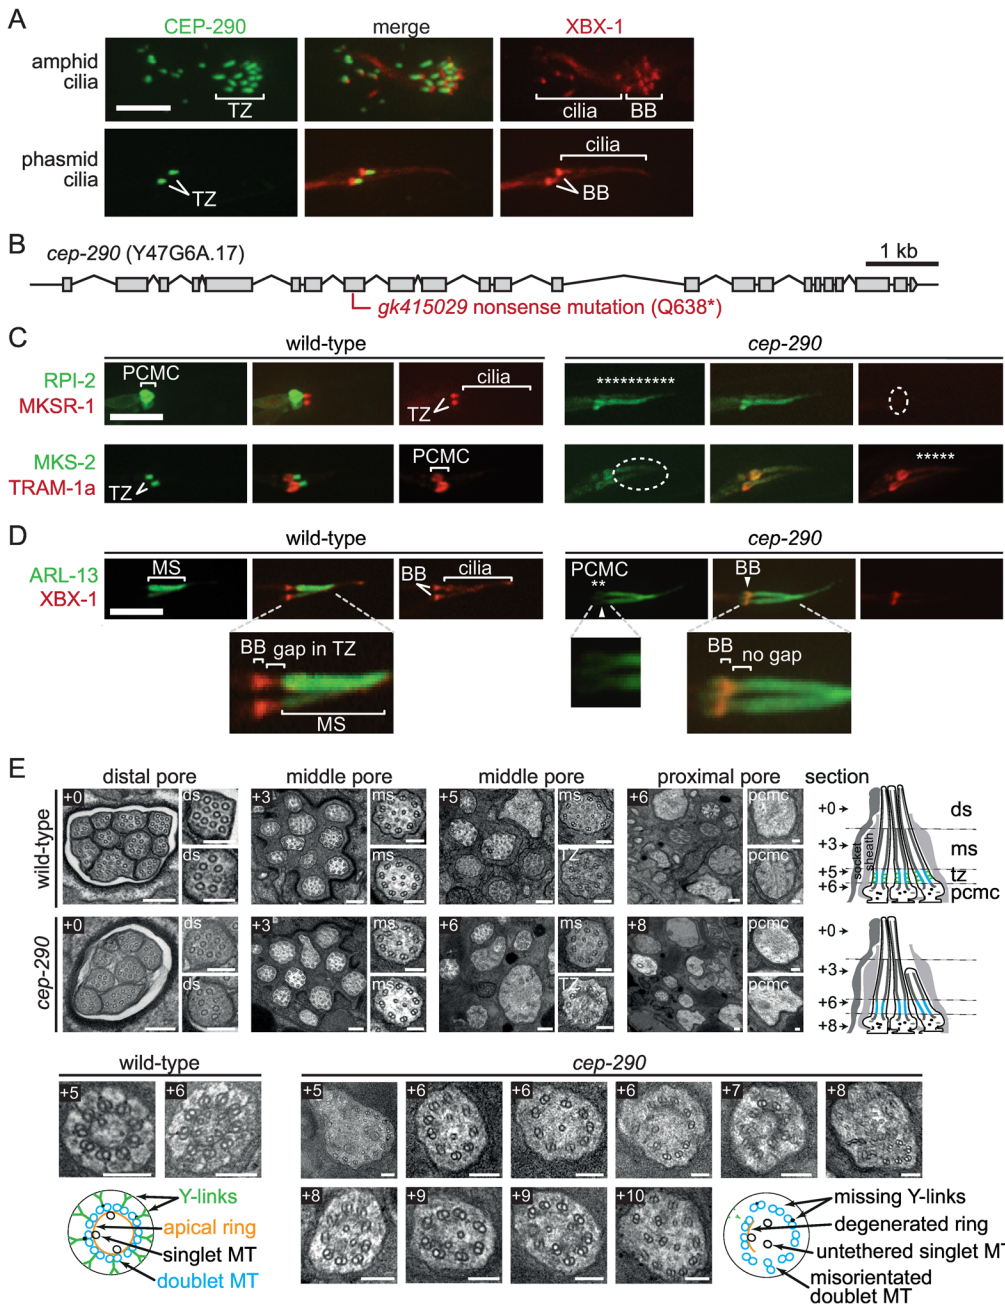 A
CEP-290
merge
XBX-1
amphid
cilia
TZ
cilia
BB
phasmid
cilia
TZ
cilia
BB
B
cep-290 (Y47G6A.17)
1 kb
gk415029 nonsense mutation (Q638*)
C
wild-type
cep-290
RPI-2
MKSR-1
PCMC
cilia
TZ
**********
MKS-2
TRAM-1a
TZ
PCMC
*****
D
wild-type
cep-290
ARL-13
XBX-1
MS
BB
cilia
PCMC
**
BB
BB gap in TZ
MS
BB
no gap
E
distal pore
middle pore
middle pore
proximal pore
section
wild-type
+0
ds
ds
+3
ms
ms
+5
ms
TZ
+6
pcmc
pcmc
+0
+3
+5
+6
socket
sheath
ds
ms
tz
pcmc
cep-290
+0
ds
ds
+3
ms
ms
+6
ms
TZ
+8
pcmc
pcmc
+0
+3
+6
+8
wild-type
cep-290
+5
+6
+5
+6
+6
+6
+7
+8
+8
+9
+9
+10
Y-links
apical ring
singlet MT
doublet MT
missing Y-links
degenerated ring
untethered singlet M
misorientated
doublet MT